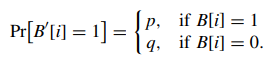 Pr[B′[i] = 1] = { p, if B[i] = 1
q, if B[i] = 0.